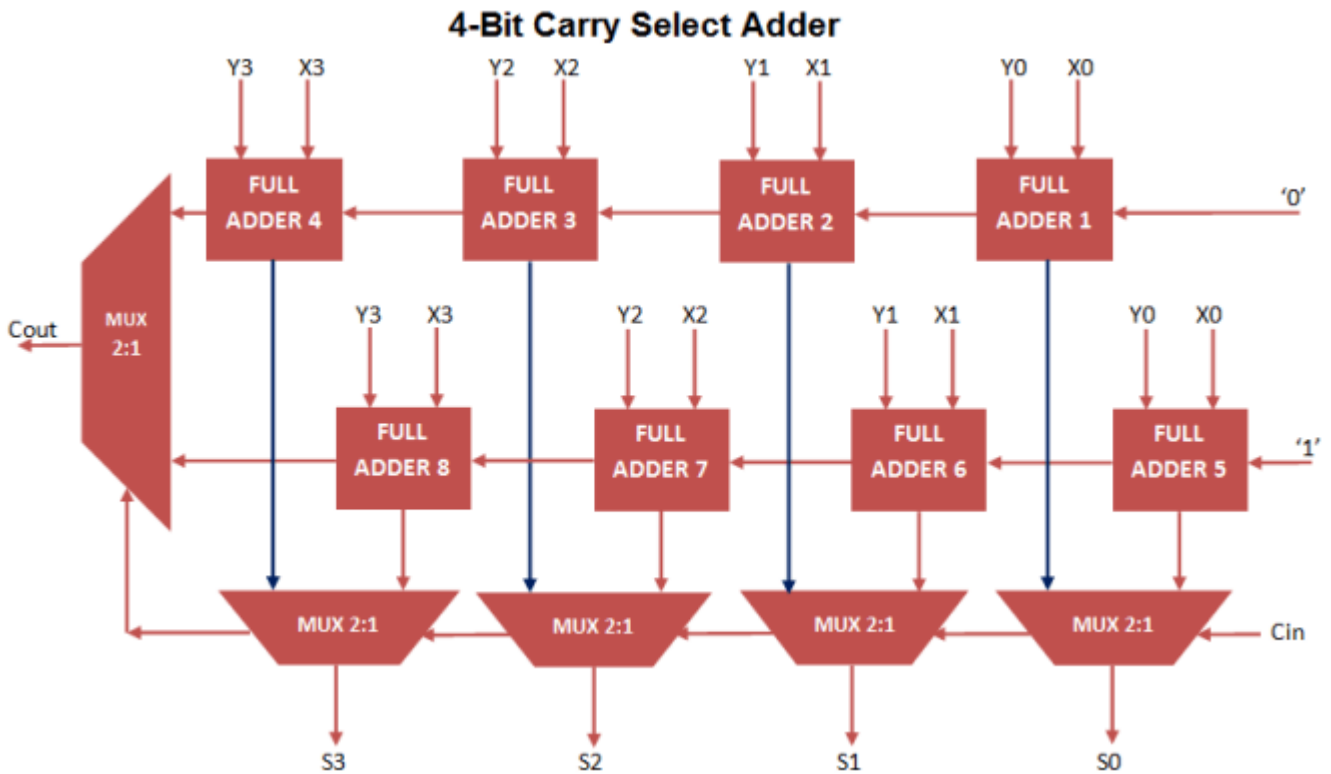 4-Bit Carry Select Adder
Y3 X3 Y2 X2 Y1 X1 Y0 X0
FULL ADDER 4
FULL ADDER 3
FULL ADDER 2
FULL ADDER 1
‘0’
MUX 2:1
Cout
Y3 X3 Y2 X2 Y1 X1 Y0 X0
FULL ADDER 8
FULL ADDER 7
FULL ADDER 6
FULL ADDER 5
‘1’
MUX 2:1 MUX 2:1 MUX 2:1 MUX 2:1 Cin
S3 S2 S1 S0